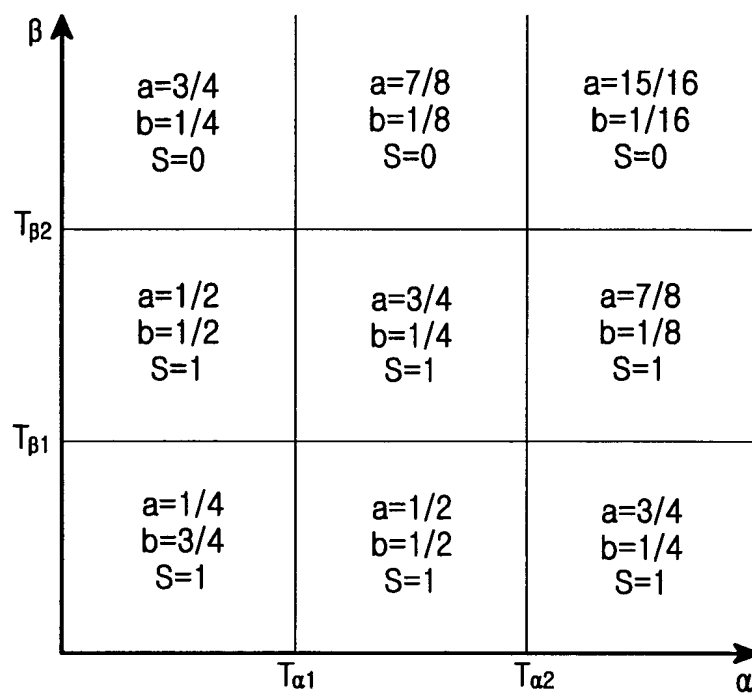 β
a=3/4
b=1/4
S=0
a=7/8
b=1/8
S=0
a=15/16
b=1/16
S=0
Tβ2
a=1/2
b=1/2
S=1
a=3/4
b=1/4
S=1
a=7/8
b=1/8
S=1
Tβ1
a=1/4
b=3/4
S=1
a=1/2
b=1/2
S=1
a=3/4
b=1/4
S=1
Tα1
Tα2
α